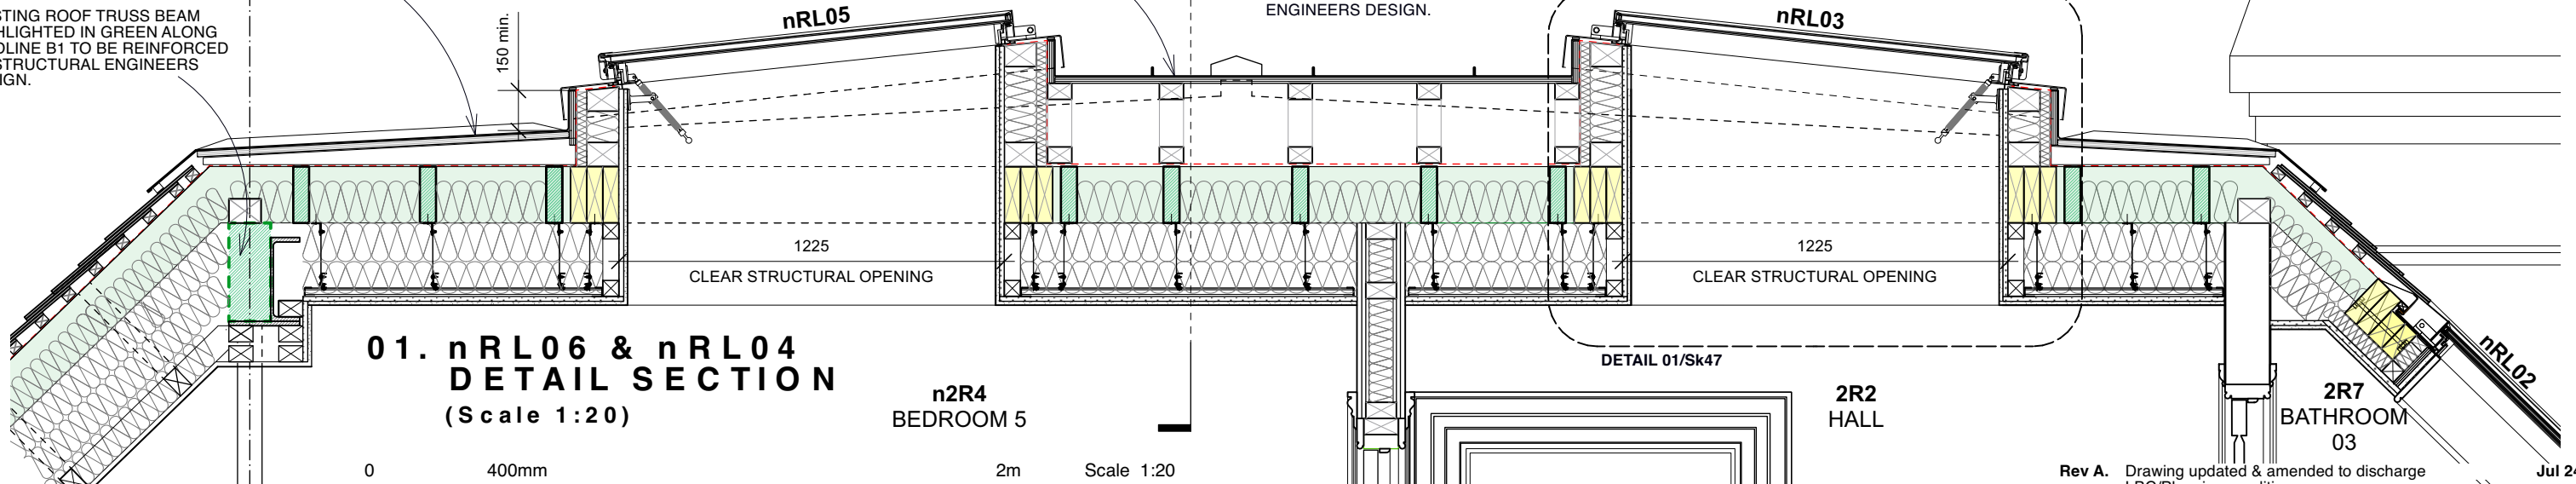 STING ROOF TRUSS BEAM
HLIGHTED IN GREEN ALONG
DLINE B1 TO BE REINFORCED
STRUCTURAL ENGINEERS
IGN.
150 min.
nRL05
ENGINEERS DESIGN.
nRL03
1225
CLEAR STRUCTURAL OPENING
1225
CLEAR STRUCTURAL OPENING
01. nRL06 & nRL04
DETAIL SECTION
(Scale 1:20)
DETAIL 01/Sk47
n2R4
BEDROOM 5
2R2
HALL
2R7
BATHROOM
03
nRL02
0 400mm 2m Scale 1:20
Rev A. Drawing updated & amended to discharge Jul 24